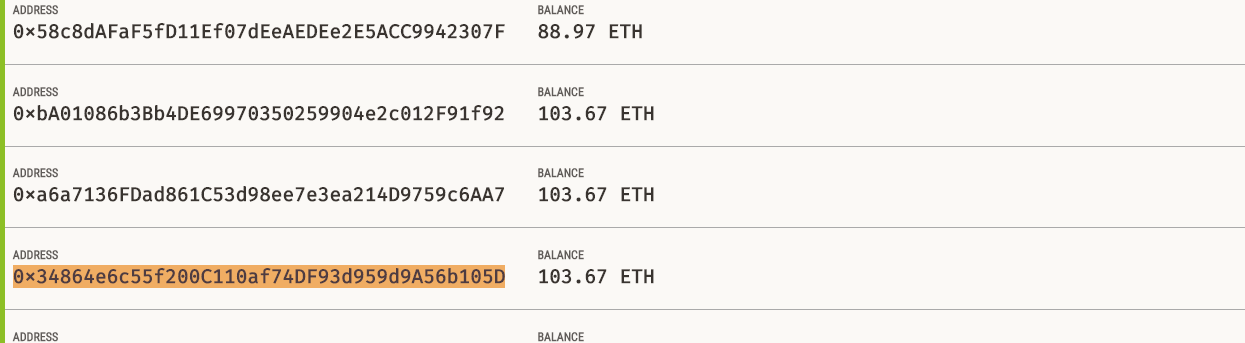 ADDRESS BALANCE
0x58c8dAFaF5fD11Ef07dEeAEDEe2E5ACC9942307F 88.97 ETH
ADDRESS BALANCE
0xbA01086b3Bb4DE69970350259904e2c012F91f92 103.67 ETH
ADDRESS BALANCE
0xa6a7136FDad861C53d98ee7e3ea214D9759c6AA7 103.67 ETH
ADDRESS BALANCE
0x34864e6c55f200C110af74DF93d959d9A56b105D 103.67 ETH
ADDRESS BALANCE